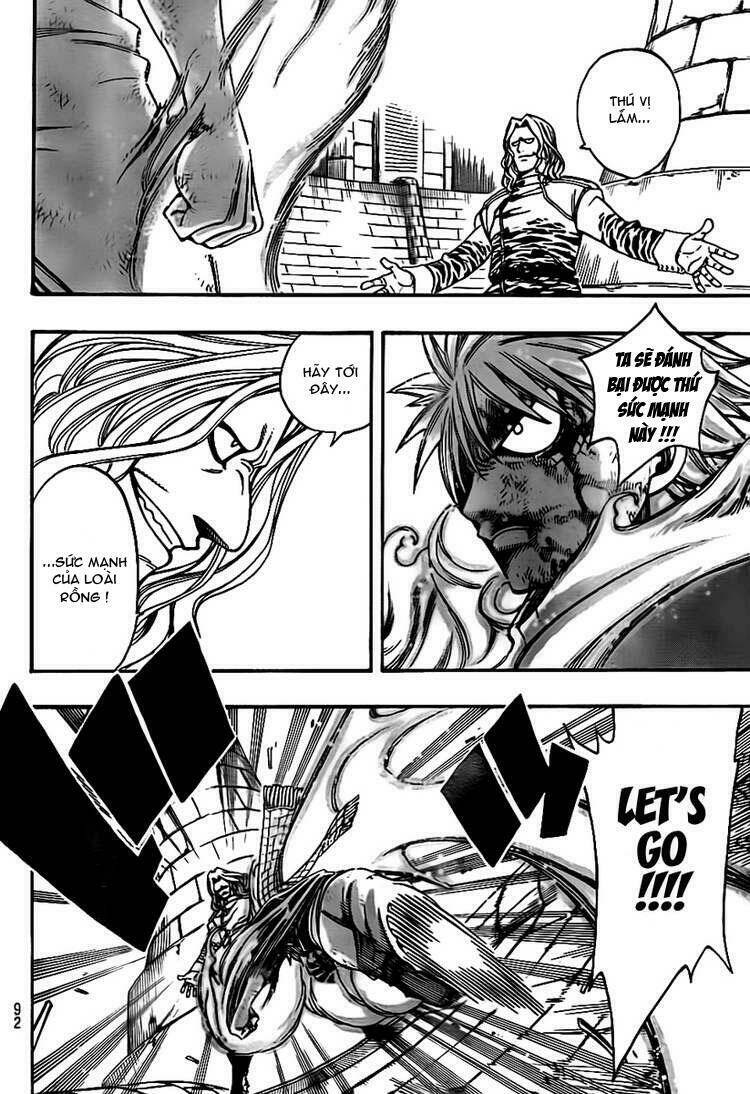 THÚ VỊ
LẮM...
TA SẼ ĐÁNH
BẠI ĐƯỢC THỨ
SỨC MẠNH
NÀY !!!
HÃY TỚI
ĐÂY...
...SỨC MẠNH
CỦA LOÀI
RỒNG !
LET'S
GO
!!!!
92